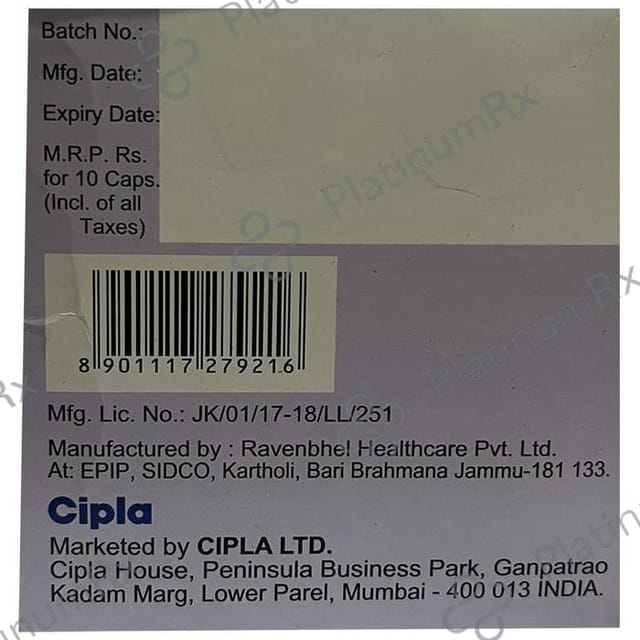 Batch No.:
Mfg. Date:
Expiry Date:
M.R.P. Rs.
for 10 Caps.
(Incl. of all
Taxes)
8 901117 279216
Mfg. Lic. No.: JK/01/17-18/LL/251
Manufactured by : Ravenbhel Healthcare Pvt. Ltd.
At: EPIP, SIDCO, Kartholi, Bari Brahmana Jammu-181 133.
Cipla
Marketed by CIPLA LTD.
Cipla House, Peninsula Business Park, Ganpatrao
Kadam Marg, Lower Parel, Mumbai - 400 013 INDIA.
PlatinumRx
PlatinumRx